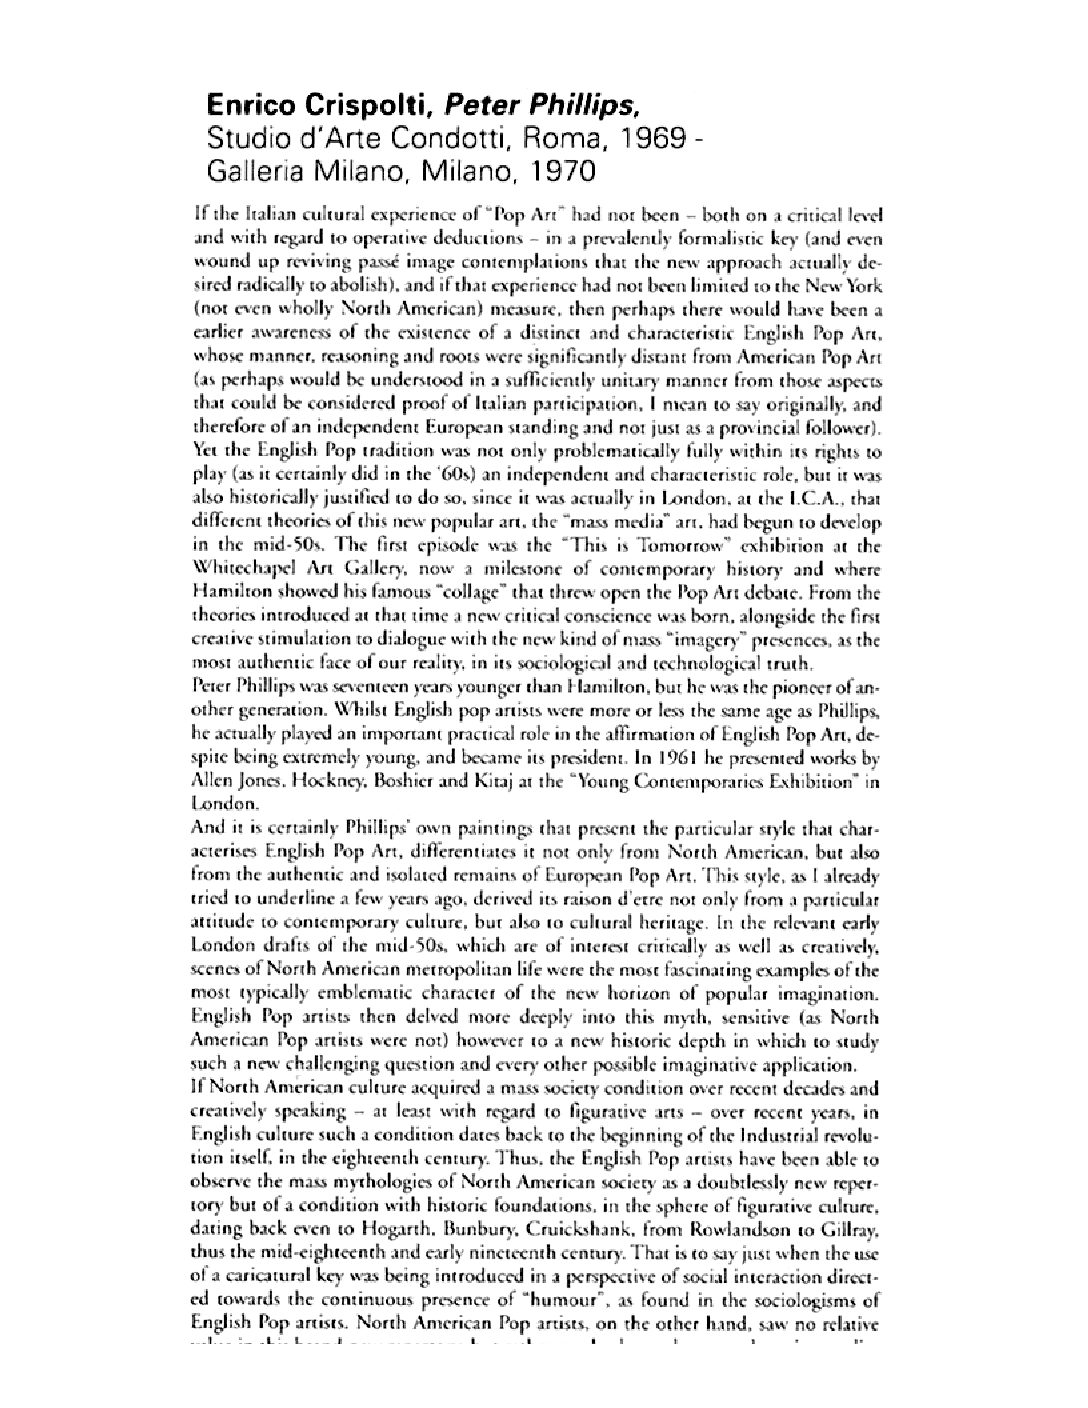 Enrico Crispolti, Peter Phillips,
Studio d'Arte Condotti, Roma, 1969 -
Galleria Milano, Milano, 1970
If the Italian cultural experience of "Pop Art" had not been – both on a critical level
and with regard to operative deductions – in a prevalently formalistic key (and even
wound up reviving passé image contemplations that the new approach actually de-
sired radically to abolish), and if that experience had not been limited to the New York
(not even wholly North American) measure, then perhaps there would have been a
earlier awareness of the existence of a distinct and characteristic English Pop Art,
whose manner, reasoning and roots were significantly distant from American Pop Art
(as perhaps would be understood in a sufficiently unitary manner from those aspects
that could be considered proof of Italian participation, I mean to say originally, and
therefore of an independent European standing and not just as a provincial follower).
Yet the English Pop tradition was not only problematically fully within its rights to
play (as it certainly did in the '60s) an independent and characteristic role, but it was
also historically justified to do so, since it was actually in London, at the I.C.A., that
different theories of this new popular art, the "mass media" art, had begun to develop
in the mid-50s. The first episode was the "This is Tomorrow" exhibition at the
Whitechapel Art Gallery, now a milestone of contemporary history and where
Hamilton showed his famous "collage" that threw open the Pop Art debate. From the
theories introduced at that time a new critical conscience was born, alongside the first
creative stimulation to dialogue with the new kind of mass "imagery" presences, as the
most authentic face of our reality, in its sociological and technological truth.
Peter Phillips was seventeen years younger than Hamilton, but he was the pioneer of an-
other generation. Whilst English pop artists were more or less the same age as Phillips,
he actually played an important practical role in the affirmation of English Pop Art, de-
spite being extremely young, and became its president. In 1961 he presented works by
Allen Jones, Hockney, Boshier and Kitaj at the "Young Contemporaries Exhibition" in
London.
And it is certainly Phillips' own paintings that present the particular style that char-
acterises English Pop Art, differentiates it not only from North American, but also
from the authentic and isolated remains of European Pop Art. This style, as I already
tried to underline a few years ago, derived its raison d'etre not only from a particular
attitude to contemporary culture, but also to cultural heritage. In the relevant early
London drafts of the mid-50s, which are of interest critically as well as creatively,
scenes of North American metropolitan life were the most fascinating examples of the
most typically emblematic character of the new horizon of popular imagination.
English Pop artists then delved more deeply into this myth, sensitive (as North
American Pop artists were not) however to a new historic depth in which to study
such a new challenging question and every other possible imaginative application.
If North American culture acquired a mass society condition over recent decades and
creatively speaking – at least with regard to figurative arts – over recent years, in
English culture such a condition dates back to the beginning of the Industrial revolu-
tion itself, in the eighteenth century. Thus, the English Pop artists have been able to
observe the mass mythologies of North American society as a doubtlessly new reper-
tory but of a condition with historic foundations, in the sphere of figurative culture,
dating back even to Hogarth, Bunbury, Cruickshank, from Rowlandson to Gillray,
thus the mid-eighteenth and early nineteenth century. That is to say just when the use
of a caricatural key was being introduced in a perspective of social interaction direct-
ed towards the continuous presence of "humour", as found in the sociologisms of
English Pop artists. North American Pop artists, on the other hand, saw no relative